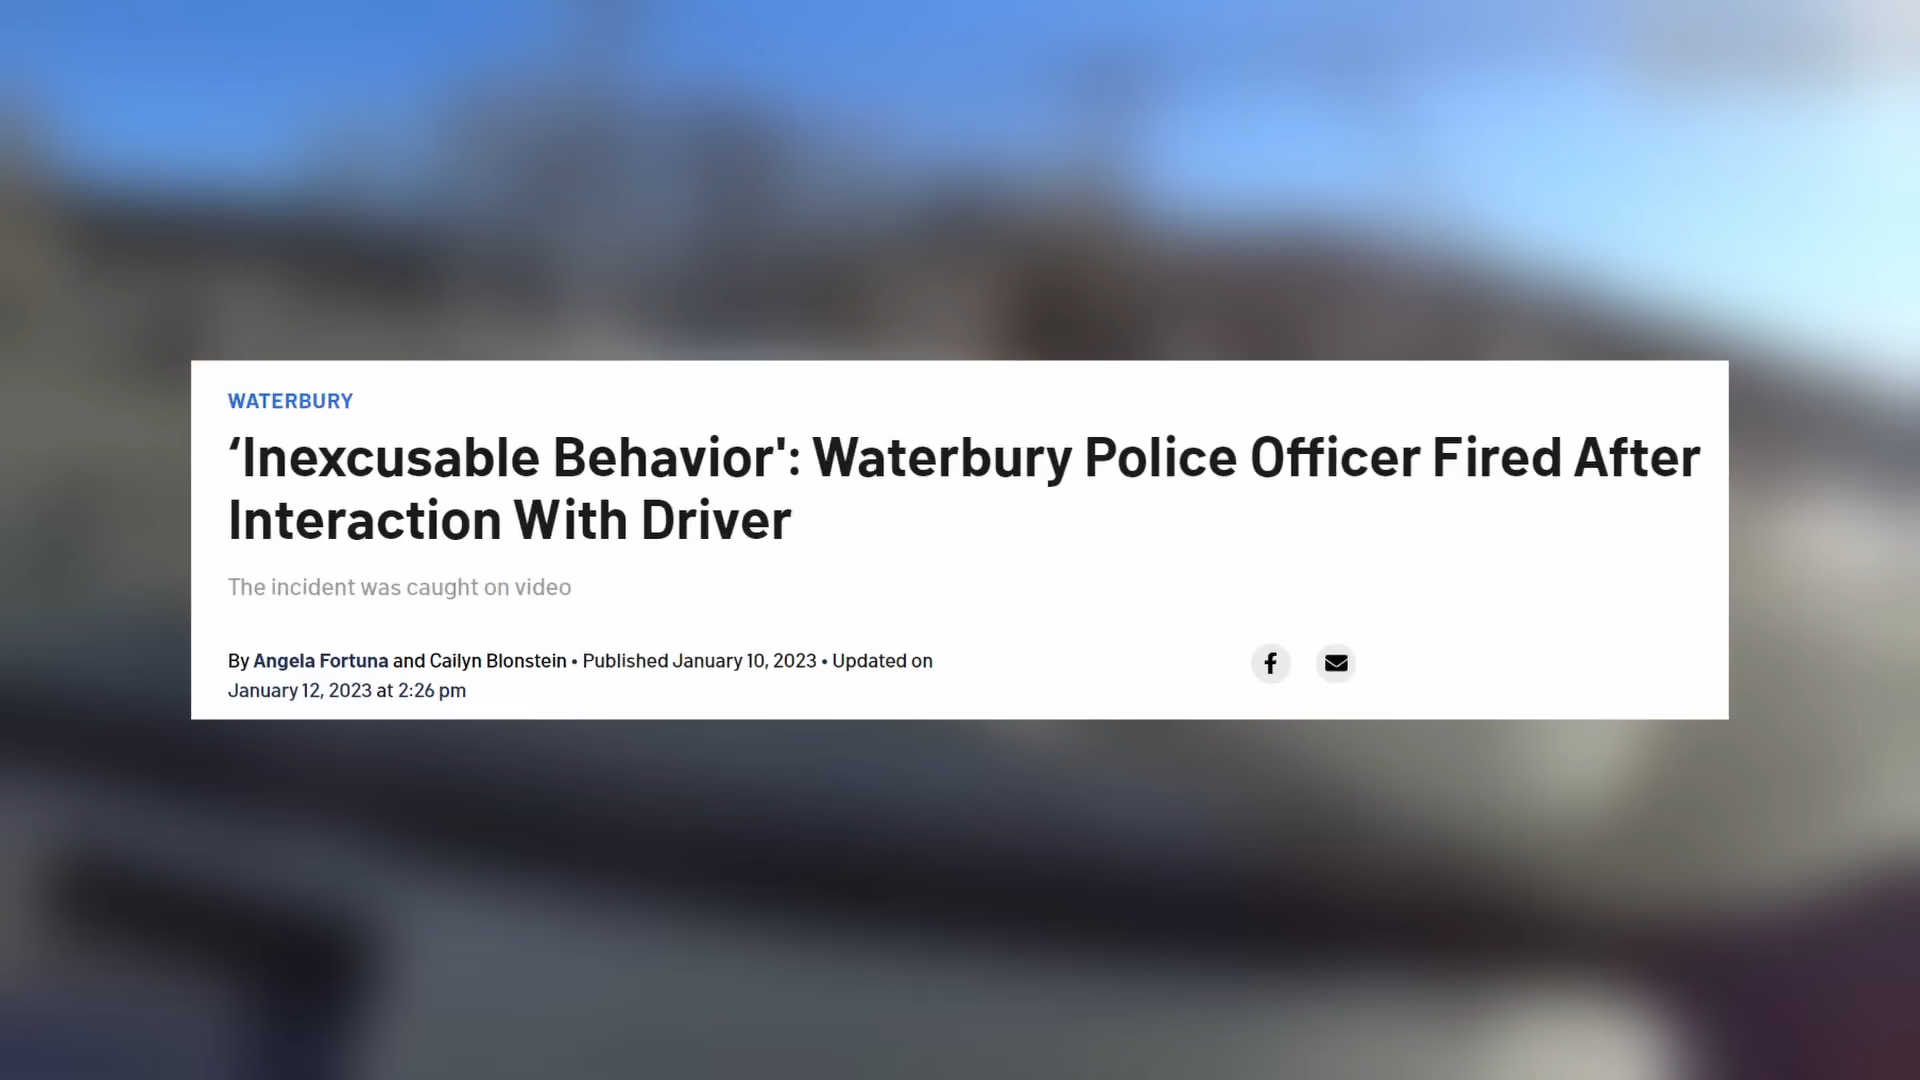 WATERBURY
‘Inexcusable Behavior': Waterbury Police Officer Fired After
Interaction With Driver
The incident was caught on video
By Angela Fortuna and Cailyn Blonstein • Published January 10, 2023 • Updated on
January 12, 2023 at 2:26 pm